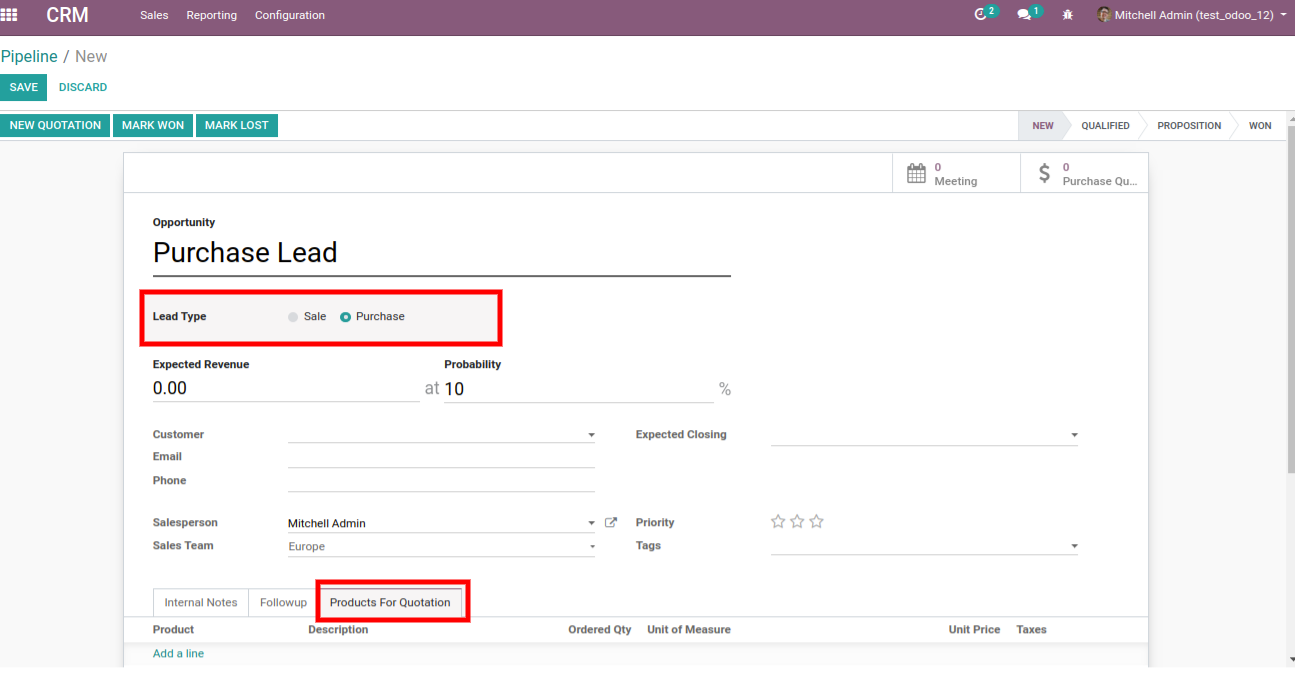 CRM Sales Reporting Configuration 2 1 Mitchell Admin (test_odoo_12)
Pipeline / New
SAVE DISCARD
NEW QUOTATION MARK WON MARK LOST NEW QUALIFIED PROPOSITION WON
0 Meeting 0 Purchase Qu...
Opportunity
Purchase Lead
Lead Type Sale Purchase
Expected Revenue Probability
0.00 at 10 %
Customer Expected Closing
Email
Phone
Salesperson Mitchell Admin Priority
Sales Team Europe Tags
Internal Notes Followup Products For Quotation
Product Description Ordered Qty Unit of Measure Unit Price Taxes
Add a line